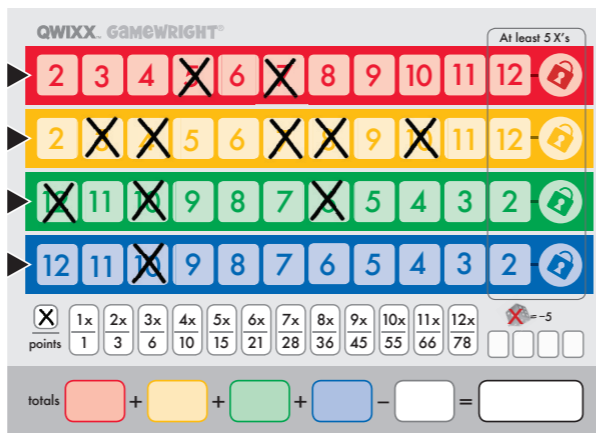 QWIXX™ GAMEWRIGHT®
At least 5 X's
2 3 4 5 6 7 8 9 10 11 12
2 3 4 5 6 7 8 9 10 11 12
12 11 10 9 8 7 6 5 4 3 2
12 11 10 9 8 7 6 5 4 3 2
X 1x 2x 3x 4x 5x 6x 7x 8x 9x 10x 11x 12x X = -5
points 1 3 6 10 15 21 28 36 45 55 66 78
totals + + + − =